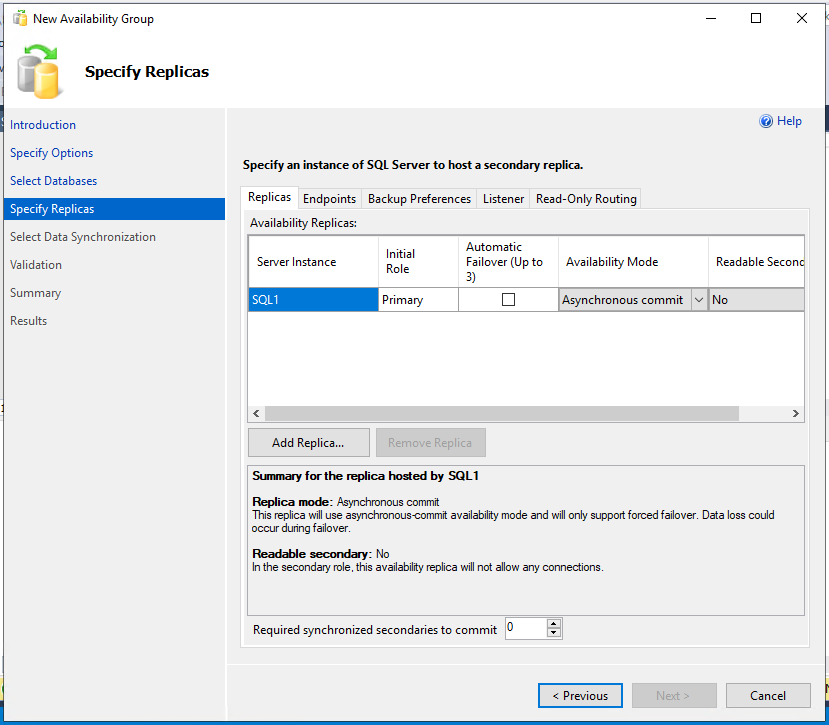 New Availability Group
Specify Replicas
Introduction
Specify Options
Select Databases
Specify Replicas
Select Data Synchronization
Validation
Summary
Results
Help
Specify an instance of SQL Server to host a secondary replica.
Replicas Endpoints Backup Preferences Listener Read-Only Routing
Availability Replicas:
Server Instance
Initial
Role
Automatic
Failover (Up to
3)
Availability Mode
Readable Second
SQL1 Primary Asynchronous commit No
Add Replica... Remove Replica
Summary for the replica hosted by SQL1
Replica mode: Asynchronous commit
This replica will use asynchronous-commit availability mode and will only support forced failover. Data loss could
occur during failover.
Readable secondary: No
In the secondary role, this availability replica will not allow any connections.
Required synchronized secondaries to commit 0
< Previous Next > Cancel